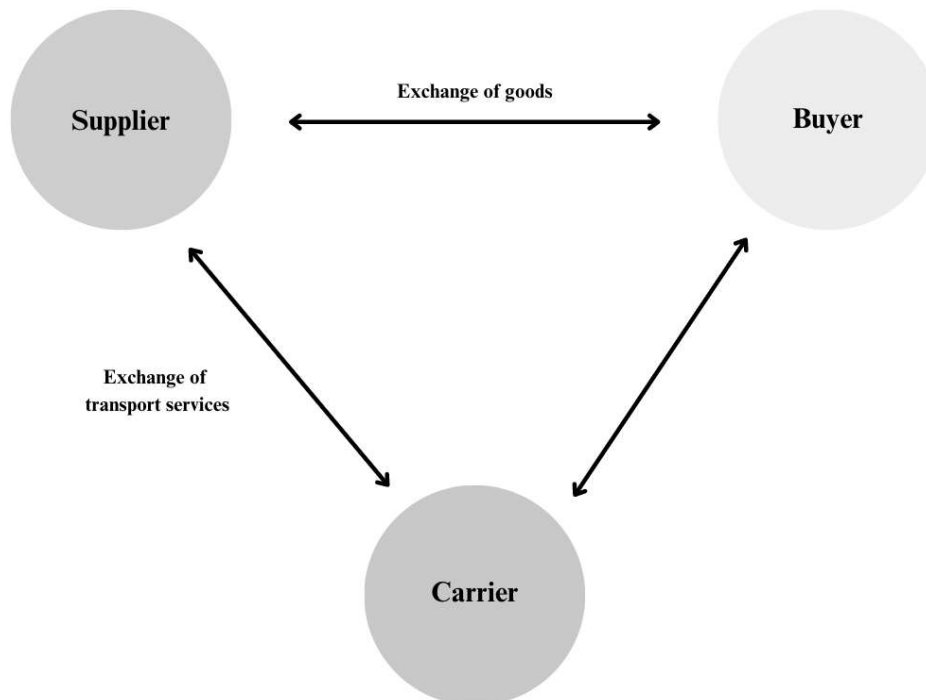 Exchange of goods
Supplier
Buyer
Exchange of
transport services
Carrier